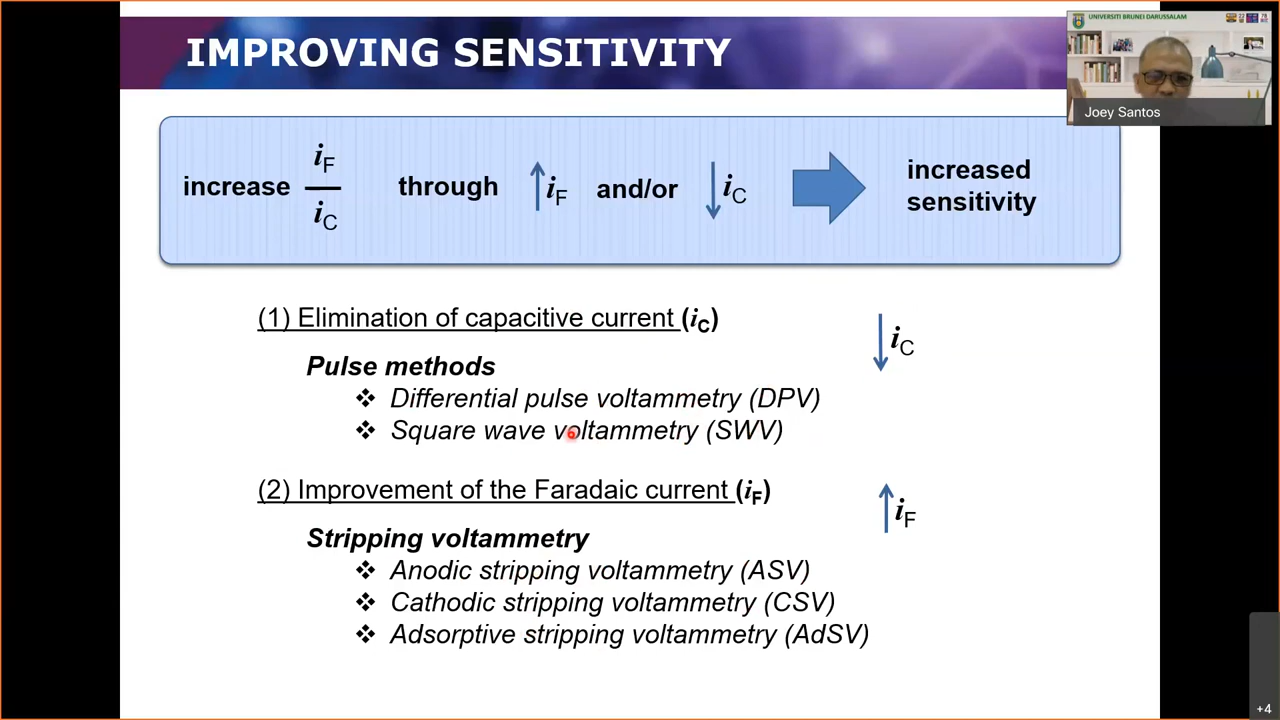 IMPROVING SENSITIVITY
UNIVERSITI BRUNEI DARUSSALAM
Joey Santos
increase iF / iC through ↑ iF and/or ↓ iC increased
sensitivity
(1) Elimination of capacitive current (iC)
↓ iC
Pulse methods
❖ Differential pulse voltammetry (DPV)
❖ Square wave voltammetry (SWV)
(2) Improvement of the Faradaic current (iF)
↑ iF
Stripping voltammetry
❖ Anodic stripping voltammetry (ASV)
❖ Cathodic stripping voltammetry (CSV)
❖ Adsorptive stripping voltammetry (AdSV)
+4